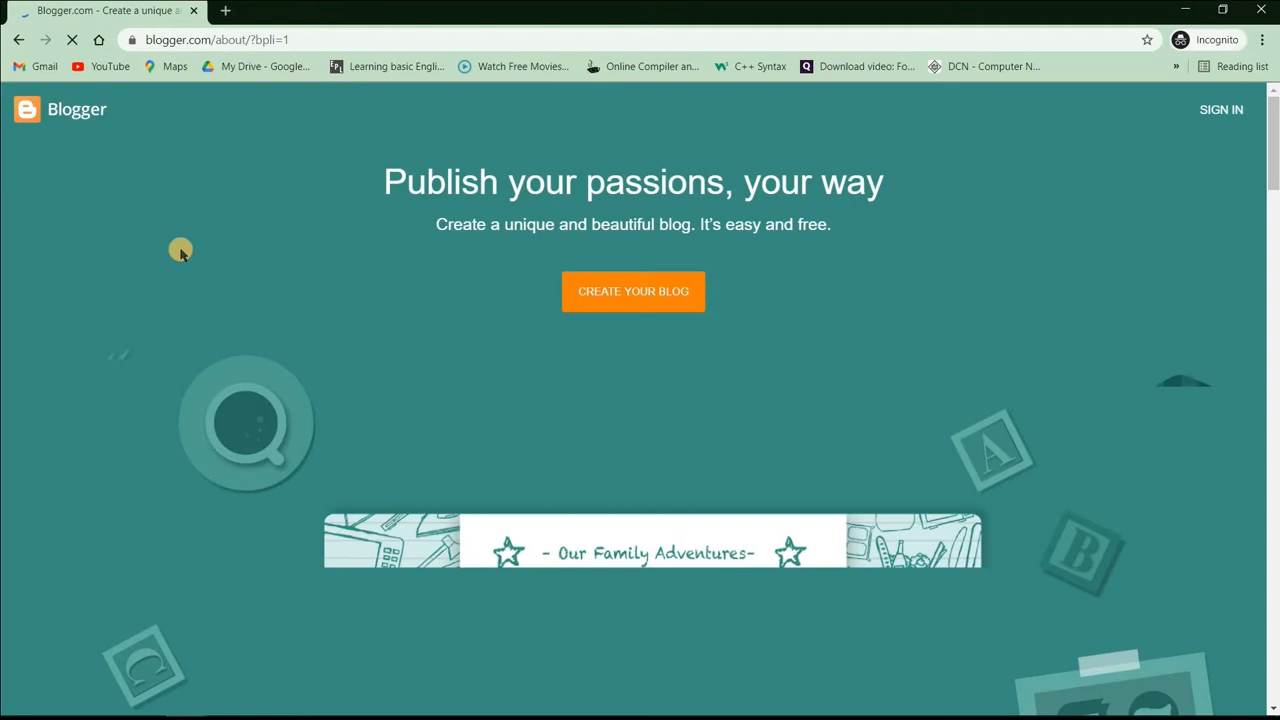 Blogger.com - Create a unique a
blogger.com/about/?bpli=1
Incognito
Gmail
YouTube
Maps
My Drive - Google...
Learning basic Engli...
Watch Free Movies...
Online Compiler an...
C++ Syntax
Download video: Fo...
DCN - Computer N...
»
Reading list
Blogger
SIGN IN
Publish your passions, your way
Create a unique and beautiful blog. It's easy and free.
CREATE YOUR BLOG
- Our Family Adventures-
A
B
C